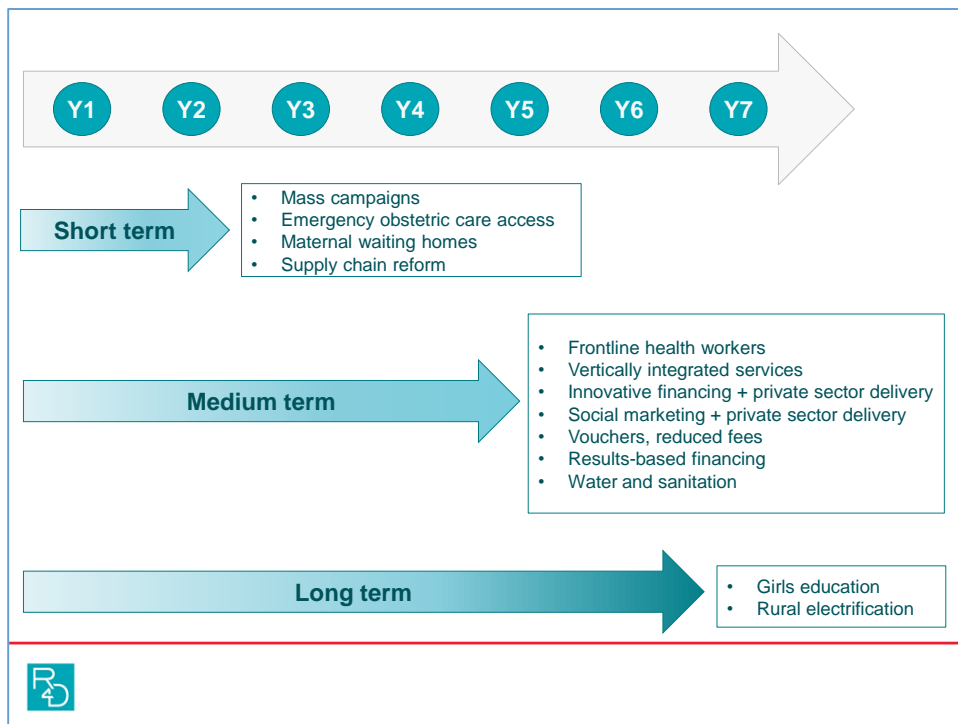 Y1 Y2 Y3 Y4 Y5 Y6 Y7
Short term
• Mass campaigns
• Emergency obstetric care access
• Maternal waiting homes
• Supply chain reform
Medium term
• Frontline health workers
• Vertically integrated services
• Innovative financing + private sector delivery
• Social marketing + private sector delivery
• Vouchers, reduced fees
• Results-based financing
• Water and sanitation
Long term
• Girls education
• Rural electrification
R4D